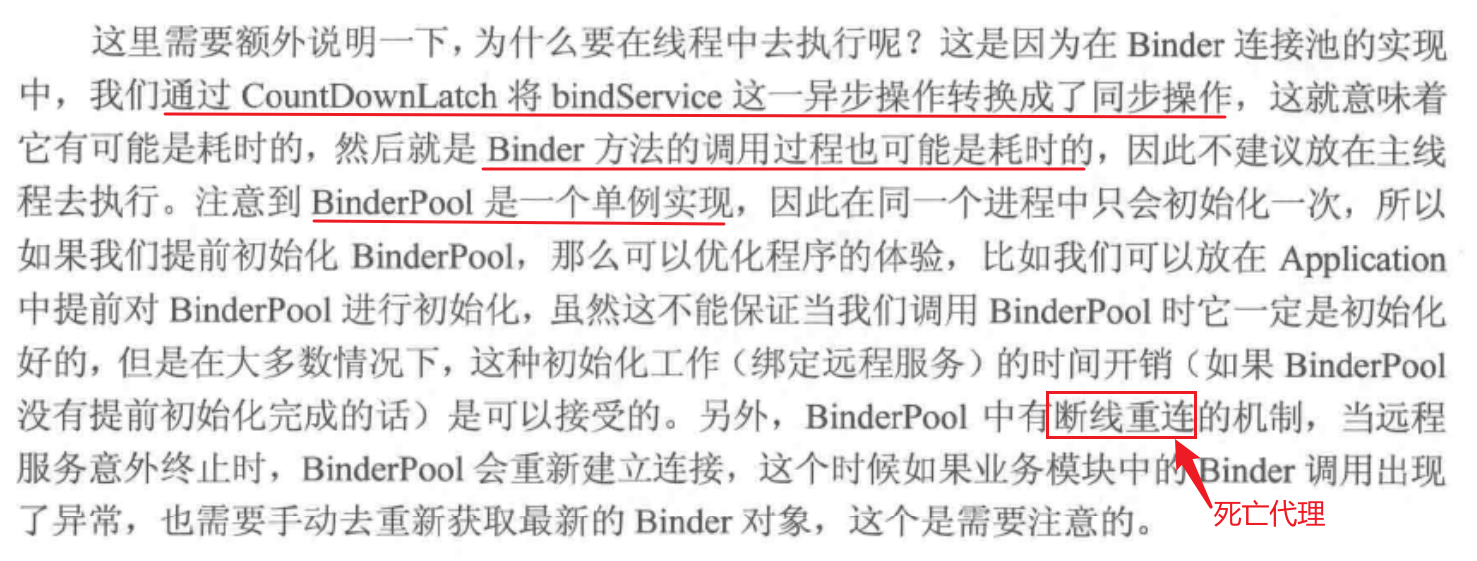 这里需要额外说明一下，为什么要在线程中去执行呢？这是因为在 Binder 连接池的实现
中，我们通过 CountDownLatch 将 bindService 这一异步操作转换成了同步操作，这就意味着
它有可能是耗时的，然后就是 Binder 方法的调用过程也可能是耗时的，因此不建议放在主线
程去执行。注意到 BinderPool 是一个单例实现，因此在同一个进程中只会初始化一次，所以
如果我们提前初始化 BinderPool，那么可以优化程序的体验，比如我们可以放在 Application
中提前对 BinderPool 进行初始化，虽然这不能保证当我们调用 BinderPool 时它一定是初始化
好的，但是在大多数情况下，这种初始化工作（绑定远程服务）的时间开销（如果 BinderPool
没有提前初始化完成的话）是可以接受的。另外，BinderPool 中有断线重连的机制，当远程
服务意外终止时，BinderPool 会重新建立连接，这个时候如果业务模块中的 Binder 调用出现
了异常，也需要手动去重新获取最新的 Binder 对象，这个是需要注意的。
死亡代理